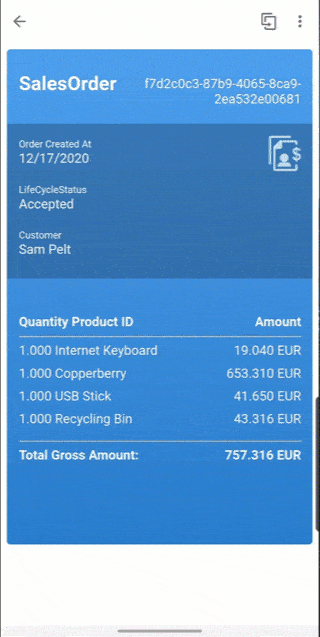 SalesOrder
f7d2c0c3-87b9-4065-8ca9-
2ea532e00681
Order Created At
12/17/2020
$
LifeCycleStatus
Accepted
Customer
Sam Pelt
Quantity Product ID Amount
1.000 Internet Keyboard 19.040 EUR
1.000 Copperberry 653.310 EUR
1.000 USB Stick 41.650 EUR
1.000 Recycling Bin 43.316 EUR
Total Gross Amount: 757.316 EUR